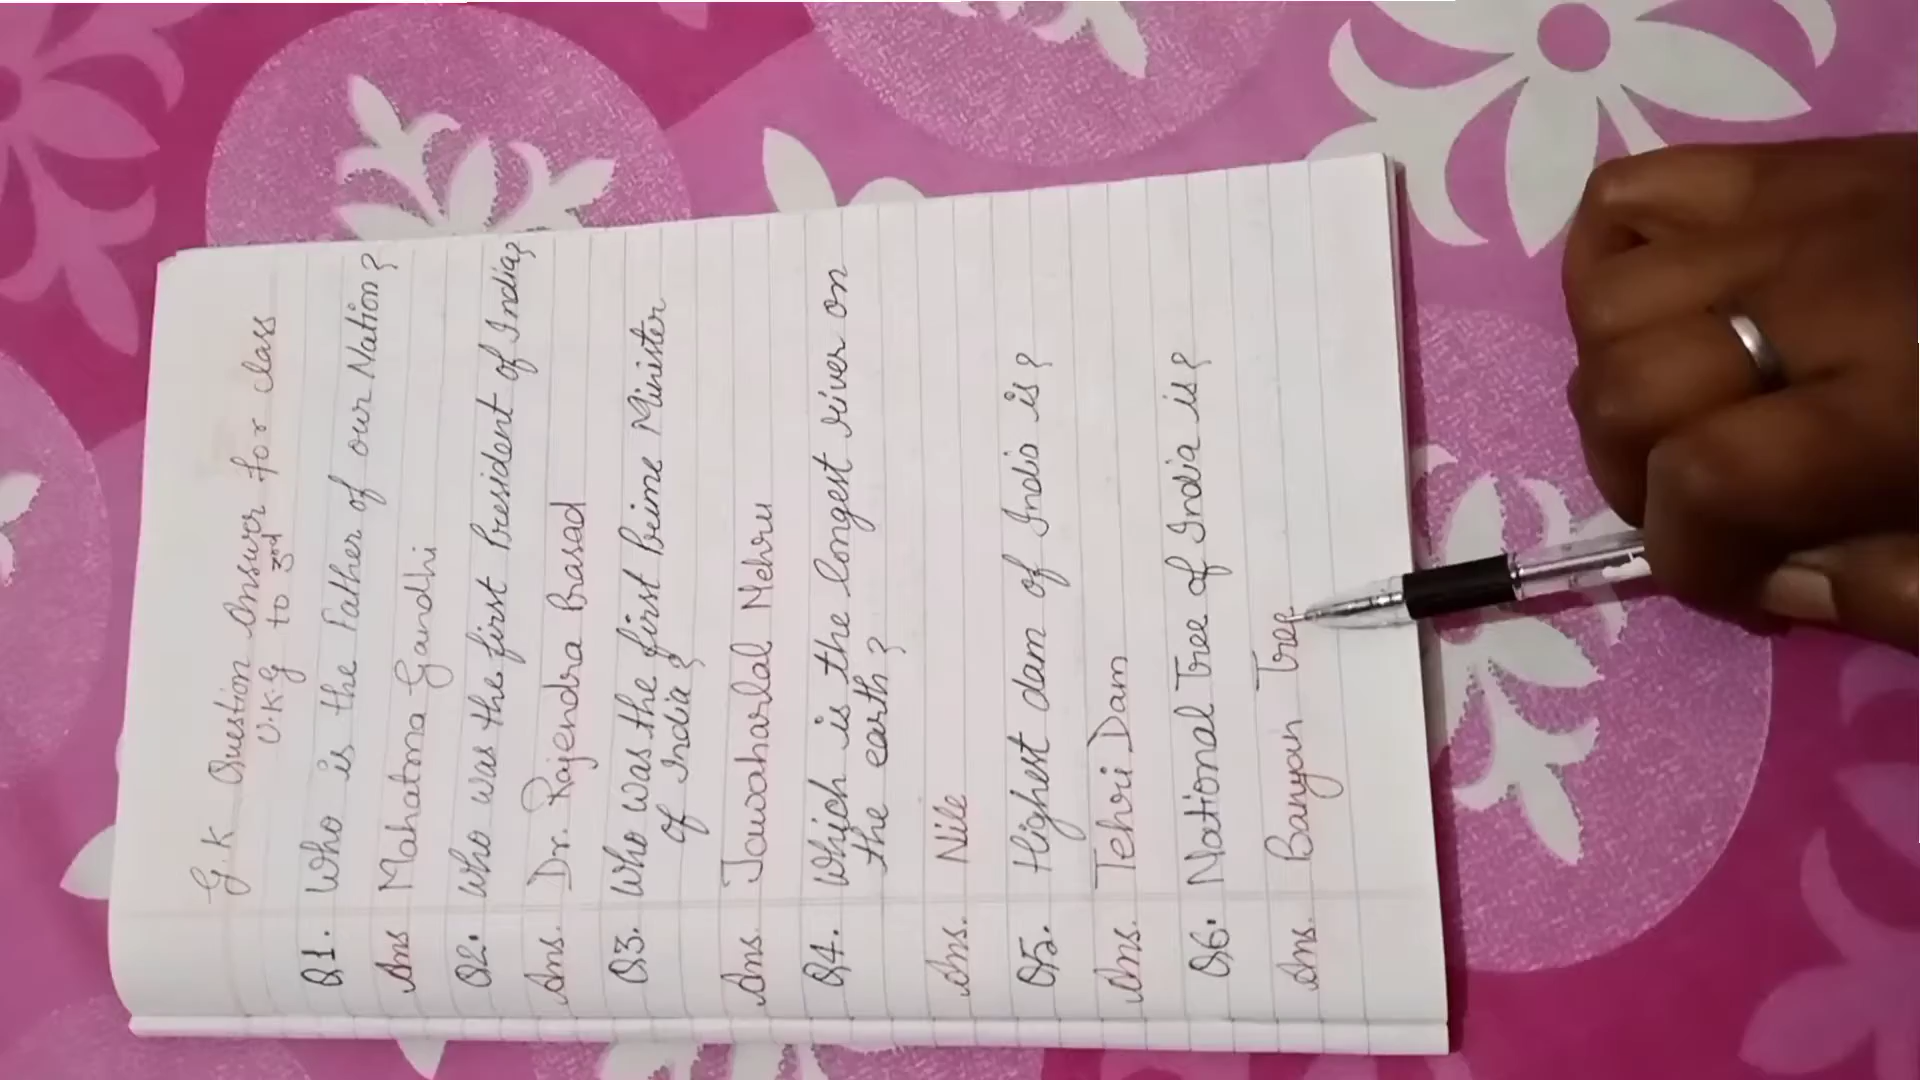 G.K Question Answer for class
U.K.G to 3rd
Q1. Who is the Father of our Nation?
Ans Mahatma Gandhi
Q2. Who was the first President of India?
Ans. Dr. Rajendra Prasad
Q3. Who was the first Prime Minister
of India?
Ans. Jawaharlal Nehru
Q4. Which is the longest river on
the earth?
Ans. Nile
Q5. Highest dam of India is?
Ans. Tehri Dam
Q6. National Tree of India is?
Ans. Banyan Tree